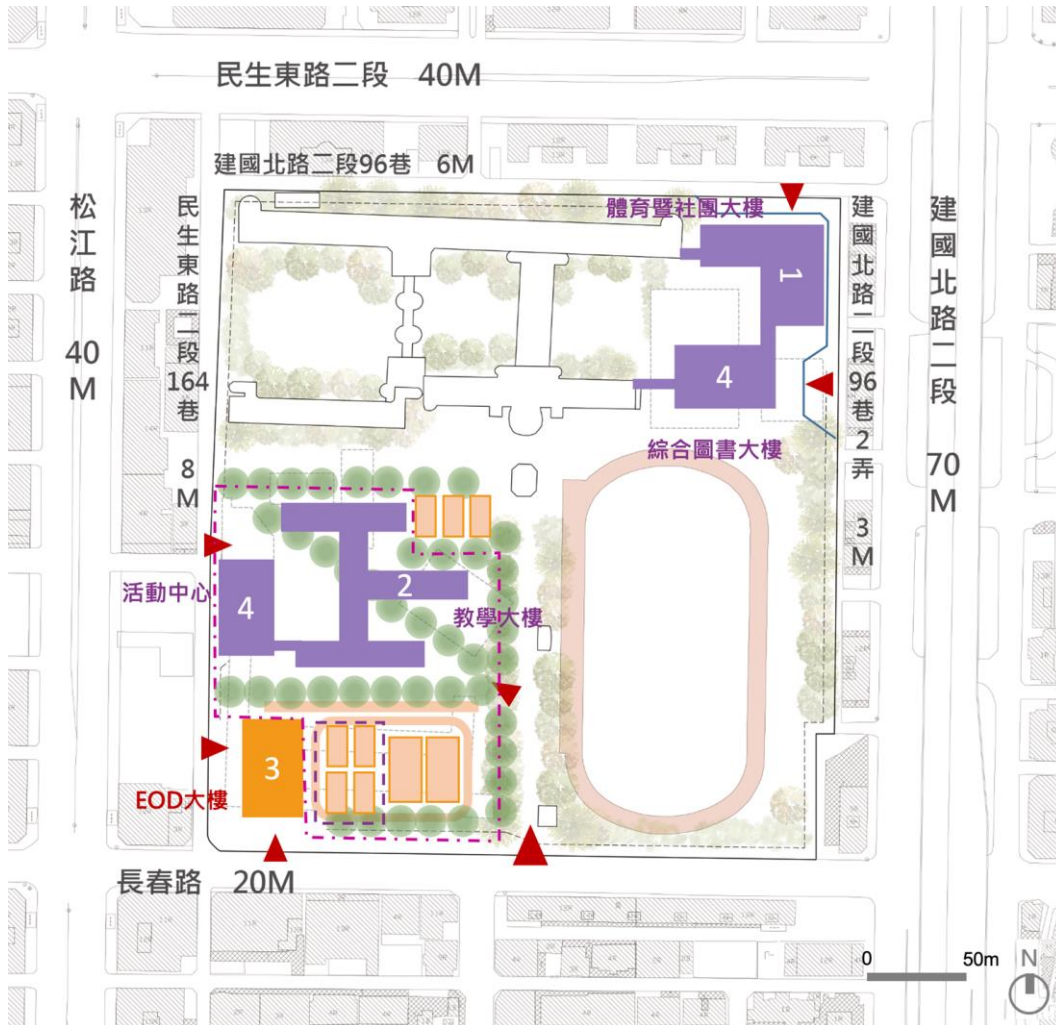 民生東路二段 40M
建國北路二段96巷 6M
松江路 40M
民生東路二段164巷 8M
體育暨社團大樓
建國北路二段96巷2弄 3M
建國北路二段 70M
1
4
綜合圖書大樓
活動中心
4
2
教學大樓
3
EOD大樓
長春路 20M
0 50m
N